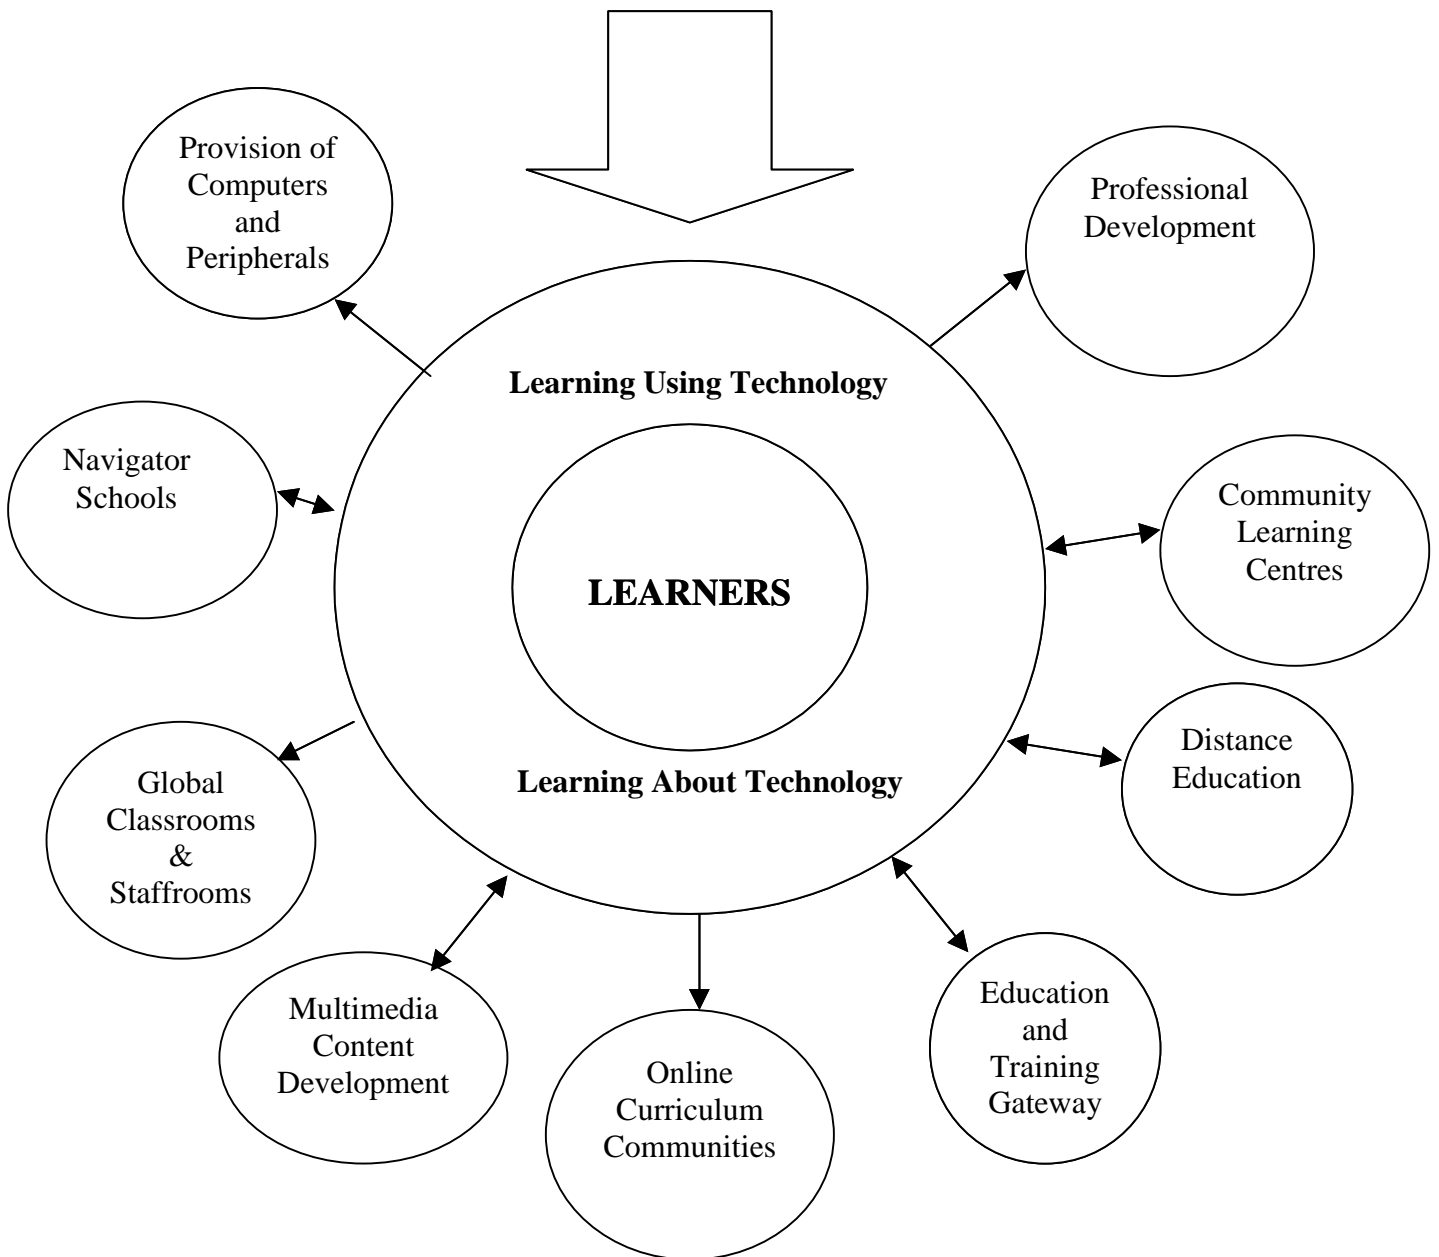 Provision of
Computers
and
Peripherals
Professional
Development
Learning Using Technology
Navigator
Schools
Community
Learning
Centres
LEARNERS
Distance
Education
Learning About Technology
Global
Classrooms
&
Staffrooms
Multimedia
Content
Development
Online
Curriculum
Communities
Education
and
Training
Gateway